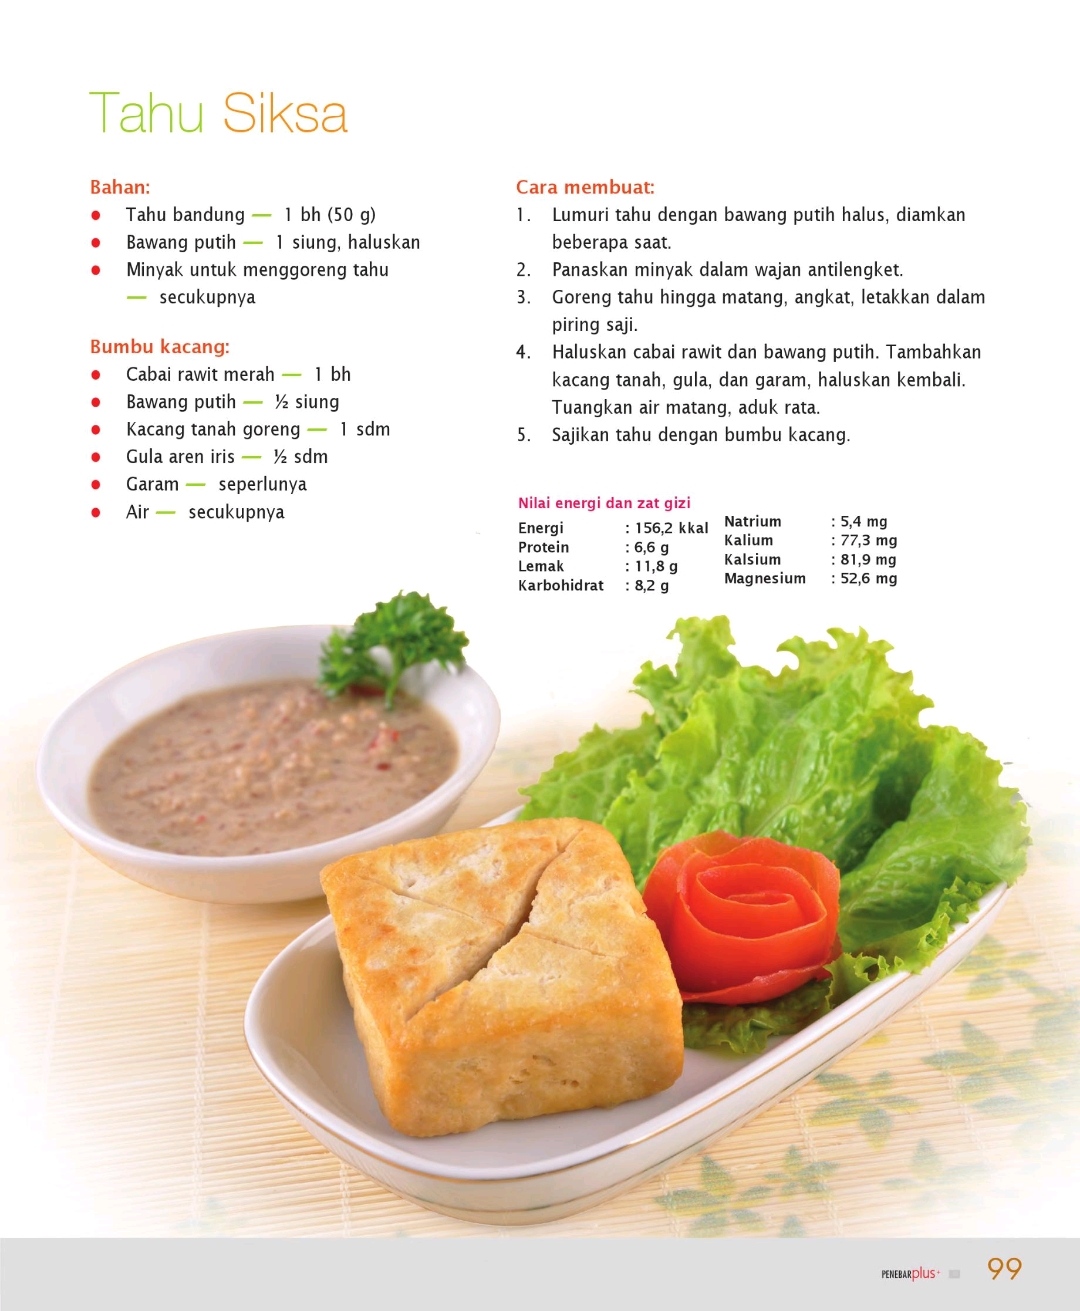 Tahu Siksa
Bahan:
● Tahu bandung — 1 bh (50 g)
● Bawang putih — 1 siung, haluskan
● Minyak untuk menggoreng tahu
— secukupnya
Bumbu kacang:
● Cabai rawit merah — 1 bh
● Bawang putih — ½ siung
● Kacang tanah goreng — 1 sdm
● Gula aren iris — ½ sdm
● Garam — seperlunya
● Air — secukupnya
Cara membuat:
1. Lumuri tahu dengan bawang putih halus, diamkan
beberapa saat.
2. Panaskan minyak dalam wajan antilengket.
3. Goreng tahu hingga matang, angkat, letakkan dalam
piring saji.
4. Haluskan cabai rawit dan bawang putih. Tambahkan
kacang tanah, gula, dan garam, haluskan kembali.
Tuangkan air matang, aduk rata.
5. Sajikan tahu dengan bumbu kacang.
Nilai energi dan zat gizi
Energi : 156,2 kkal
Protein : 6,6 g
Lemak : 11,8 g
Karbohidrat : 8,2 g
Natrium : 5,4 mg
Kalium : 77,3 mg
Kalsium : 81,9 mg
Magnesium : 52,6 mg
PENEBARplus+
99